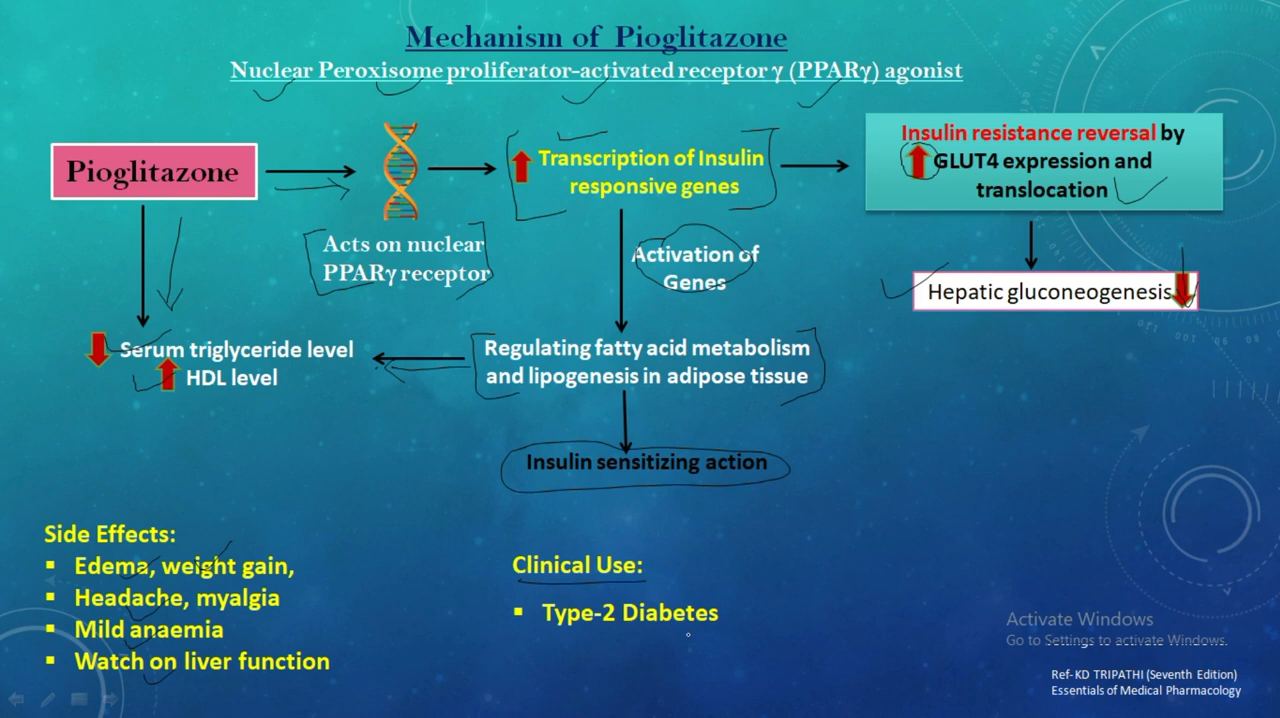 Mechanism of Pioglitazone
Nuclear Peroxisome proliferator-activated receptor γ (PPARγ) agonist
Pioglitazone
Acts on nuclear
PPARγ receptor
Transcription of Insulin
responsive genes
Insulin resistance reversal by
GLUT4 expression and
translocation
Activation of
Genes
Hepatic gluconeogenesis
Serum triglyceride level
HDL level
Regulating fatty acid metabolism
and lipogenesis in adipose tissue
Insulin sensitizing action
Side Effects:
▪ Edema, weight gain,
▪ Headache, myalgia
▪ Mild anaemia
▪ Watch on liver function
Clinical Use:
▪ Type-2 Diabetes
Activate Windows
Go to Settings to activate Windows.
Ref-KD TRIPATHI (Seventh Edition)
Essentials of Medical Pharmacology